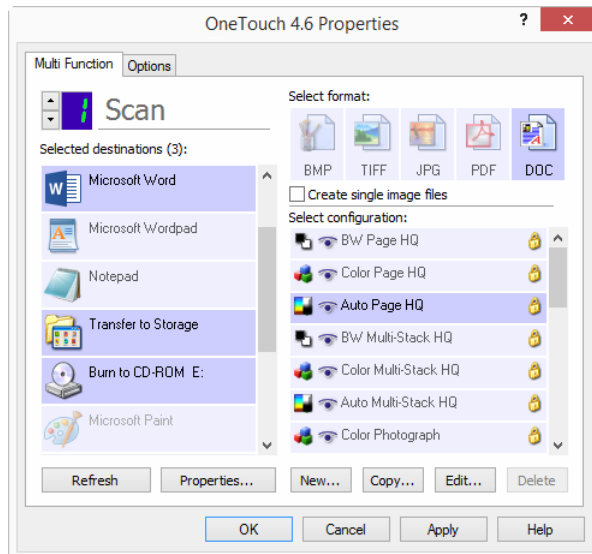 OneTouch 4.6 Properties
?
Multi Function
Options
1
Scan
Selected destinations (3):
Microsoft Word
Microsoft Wordpad
Notepad
Transfer to Storage
Burn to CD-ROM E:
Microsoft Paint
Refresh
Properties...
Select format:
BMP TIFF JPG PDF DOC
Create single image files
Select configuration:
BW Page HQ
Color Page HQ
Auto Page HQ
BW Multi-Stack HQ
Color Multi-Stack HQ
Auto Multi-Stack HQ
Color Photograph
New... Copy... Edit... Delete
OK Cancel Apply Help